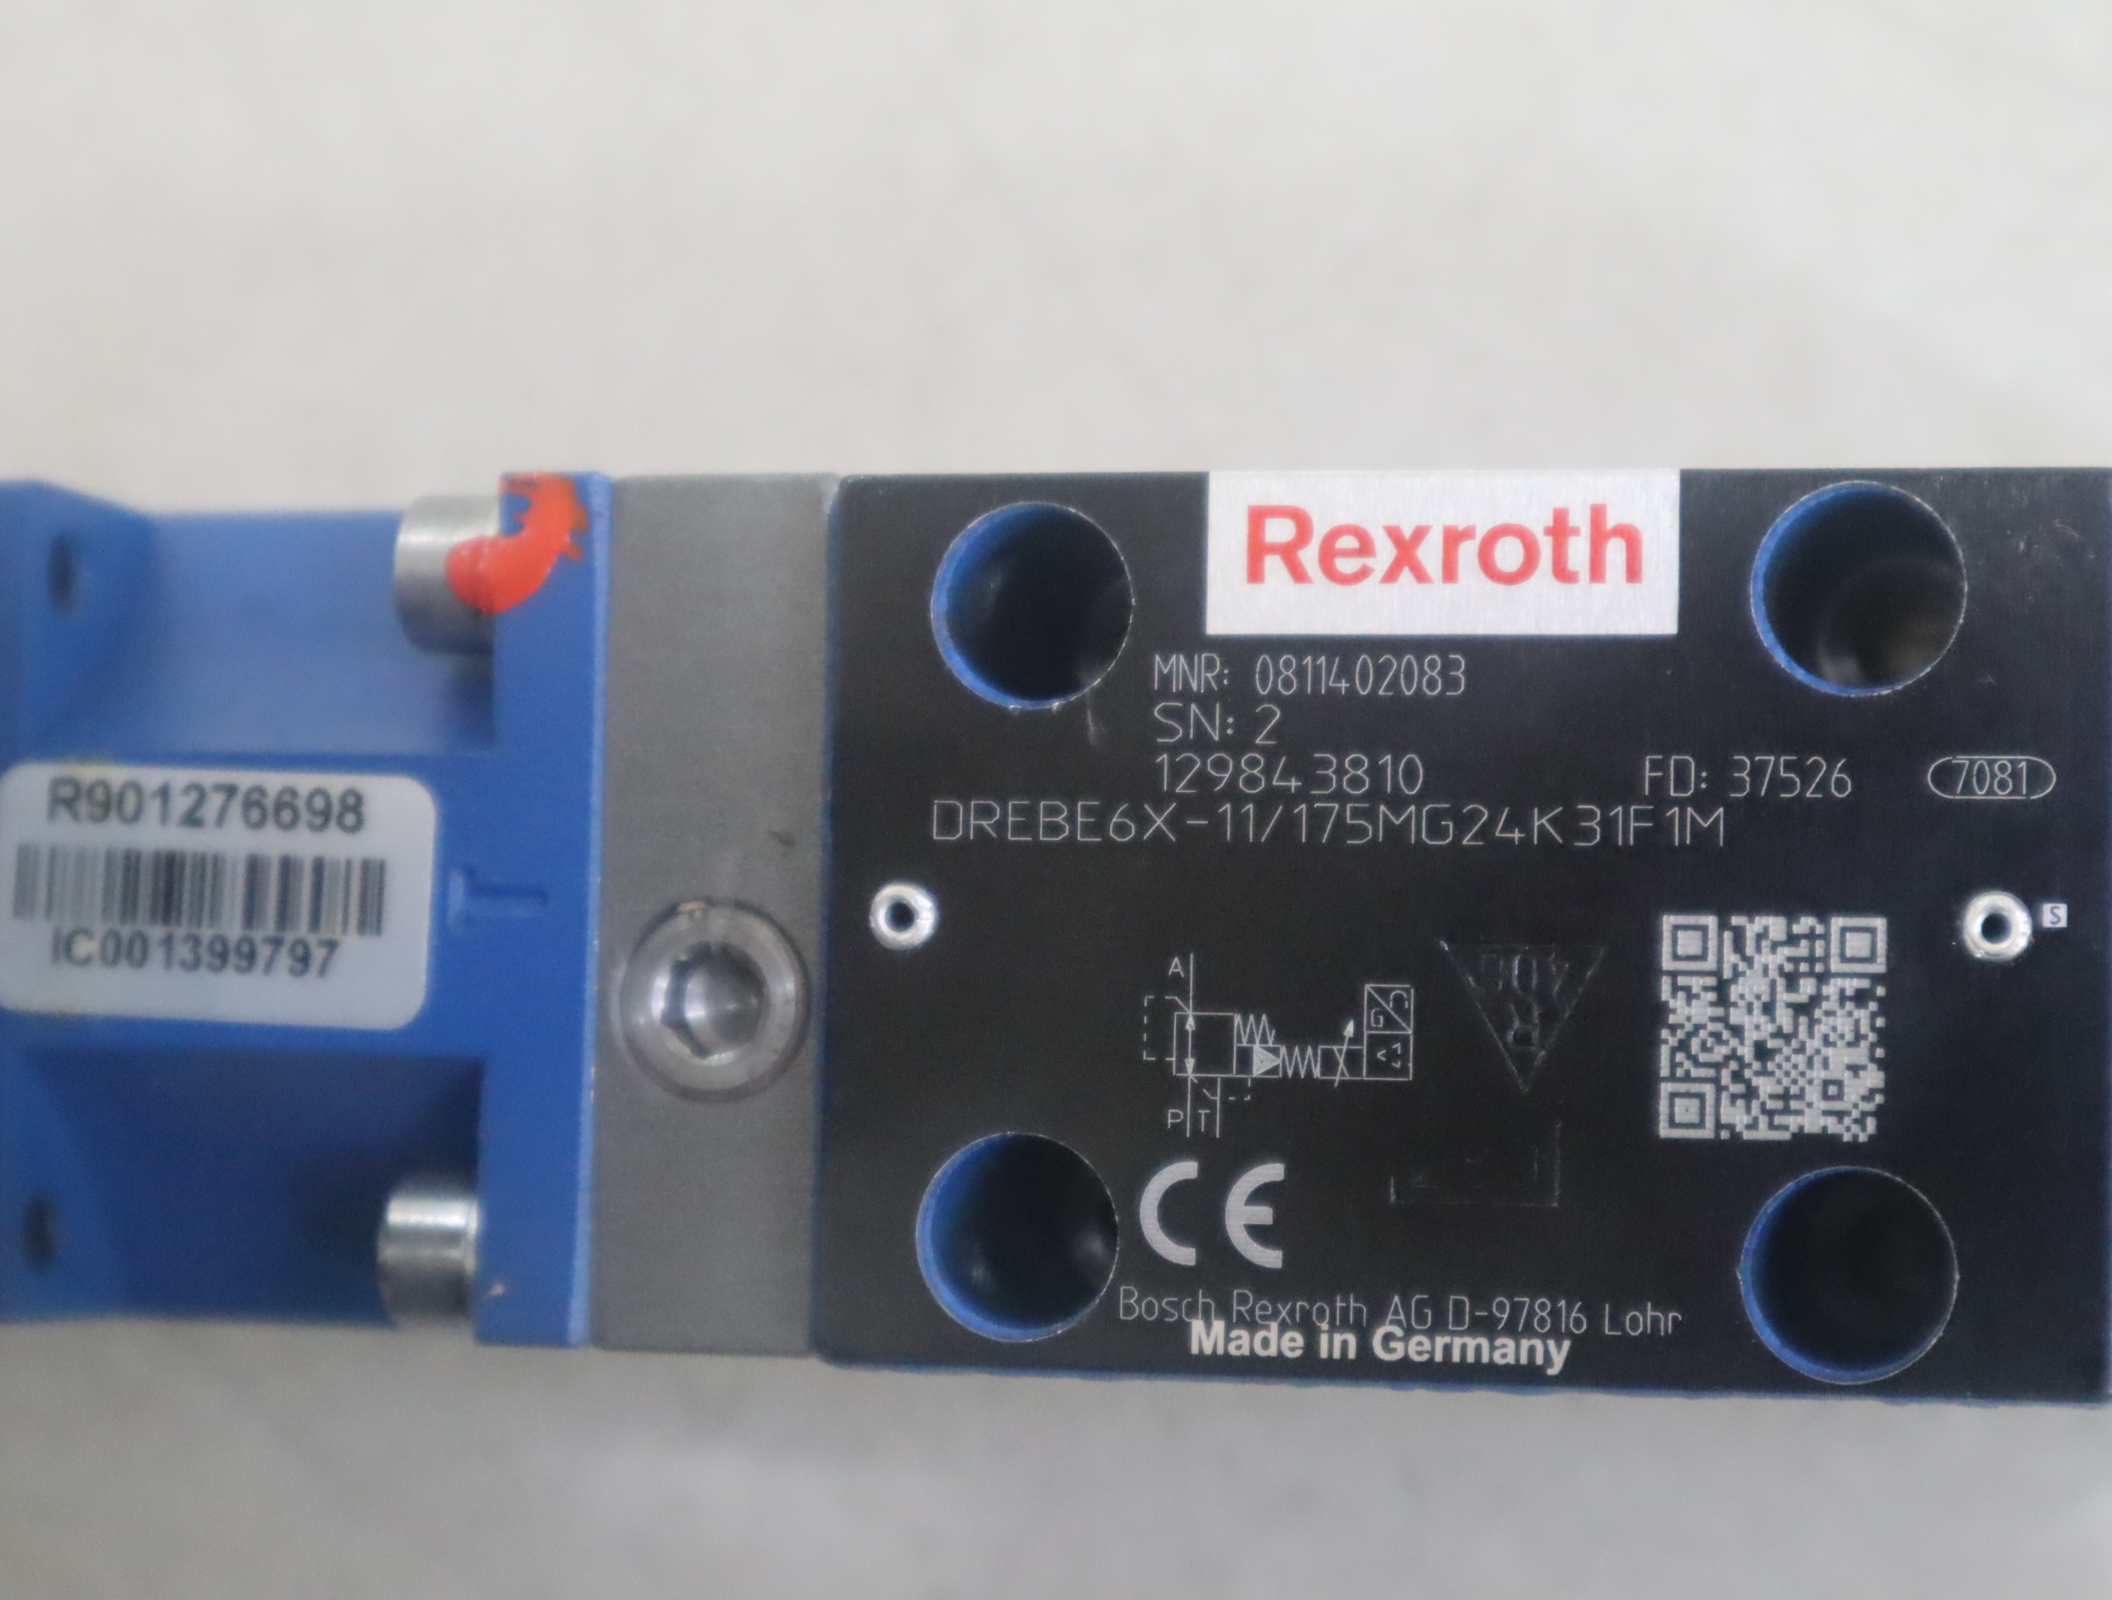 Rexroth
MNR: 0811402083
SN: 2
129843810 FD: 37526 7081
DREBE6X-11/175MG24K31F1M
S
A
G
P T
CE
Bosch Rexroth AG D-97816 Lohr
Made in Germany
R901276698
IC001399797